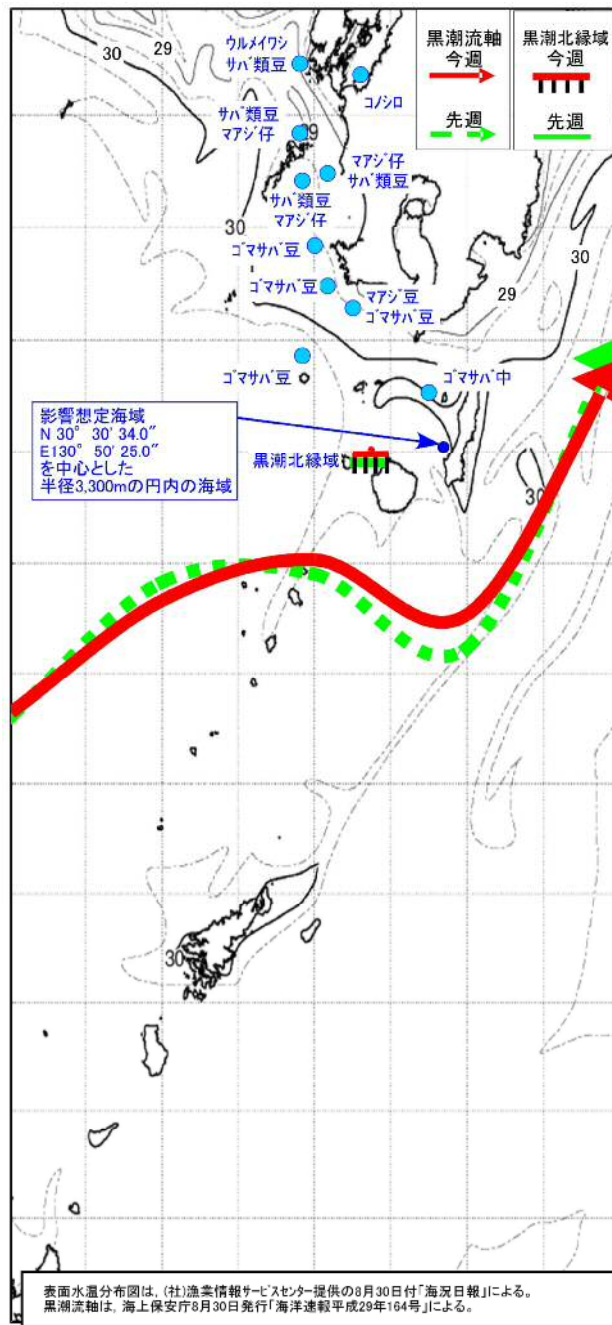 黒潮流軸
今週
先週
黒潮北縁域
今週
先週
30
29
ウルメイワシ
サバ類豆
コノシロ
サバ類豆
マアジ仔
29
マアジ仔
サバ類豆
サバ類豆
マアジ仔
30
30
ゴマサバ豆
29
ゴマサバ豆
マアジ豆
ゴマサバ豆
ゴマサバ豆
ゴマサバ中
影響想定海域
N 30° 30' 34.0"
E130° 50' 25.0"
を中心とした
半径3,300mの円内の海域
黒潮北縁域
30
30
表面水温分布図は，(社)漁業情報サービスセンター提供の8月30日付「海況日報」による。
黒潮流軸は，海上保安庁8月30日発行「海洋速報平成29年164号」による。